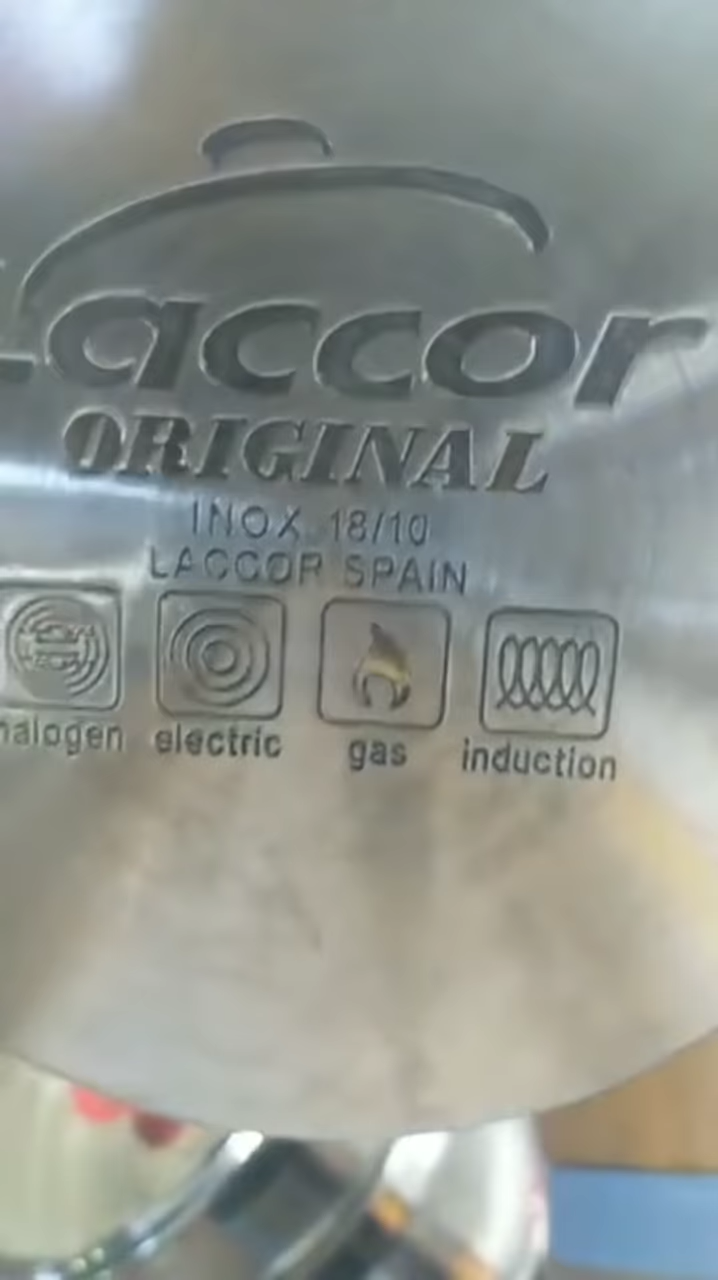 Laccor
ORIGINAL
INOX 18/10
LACCOR SPAIN
halogen electric gas induction